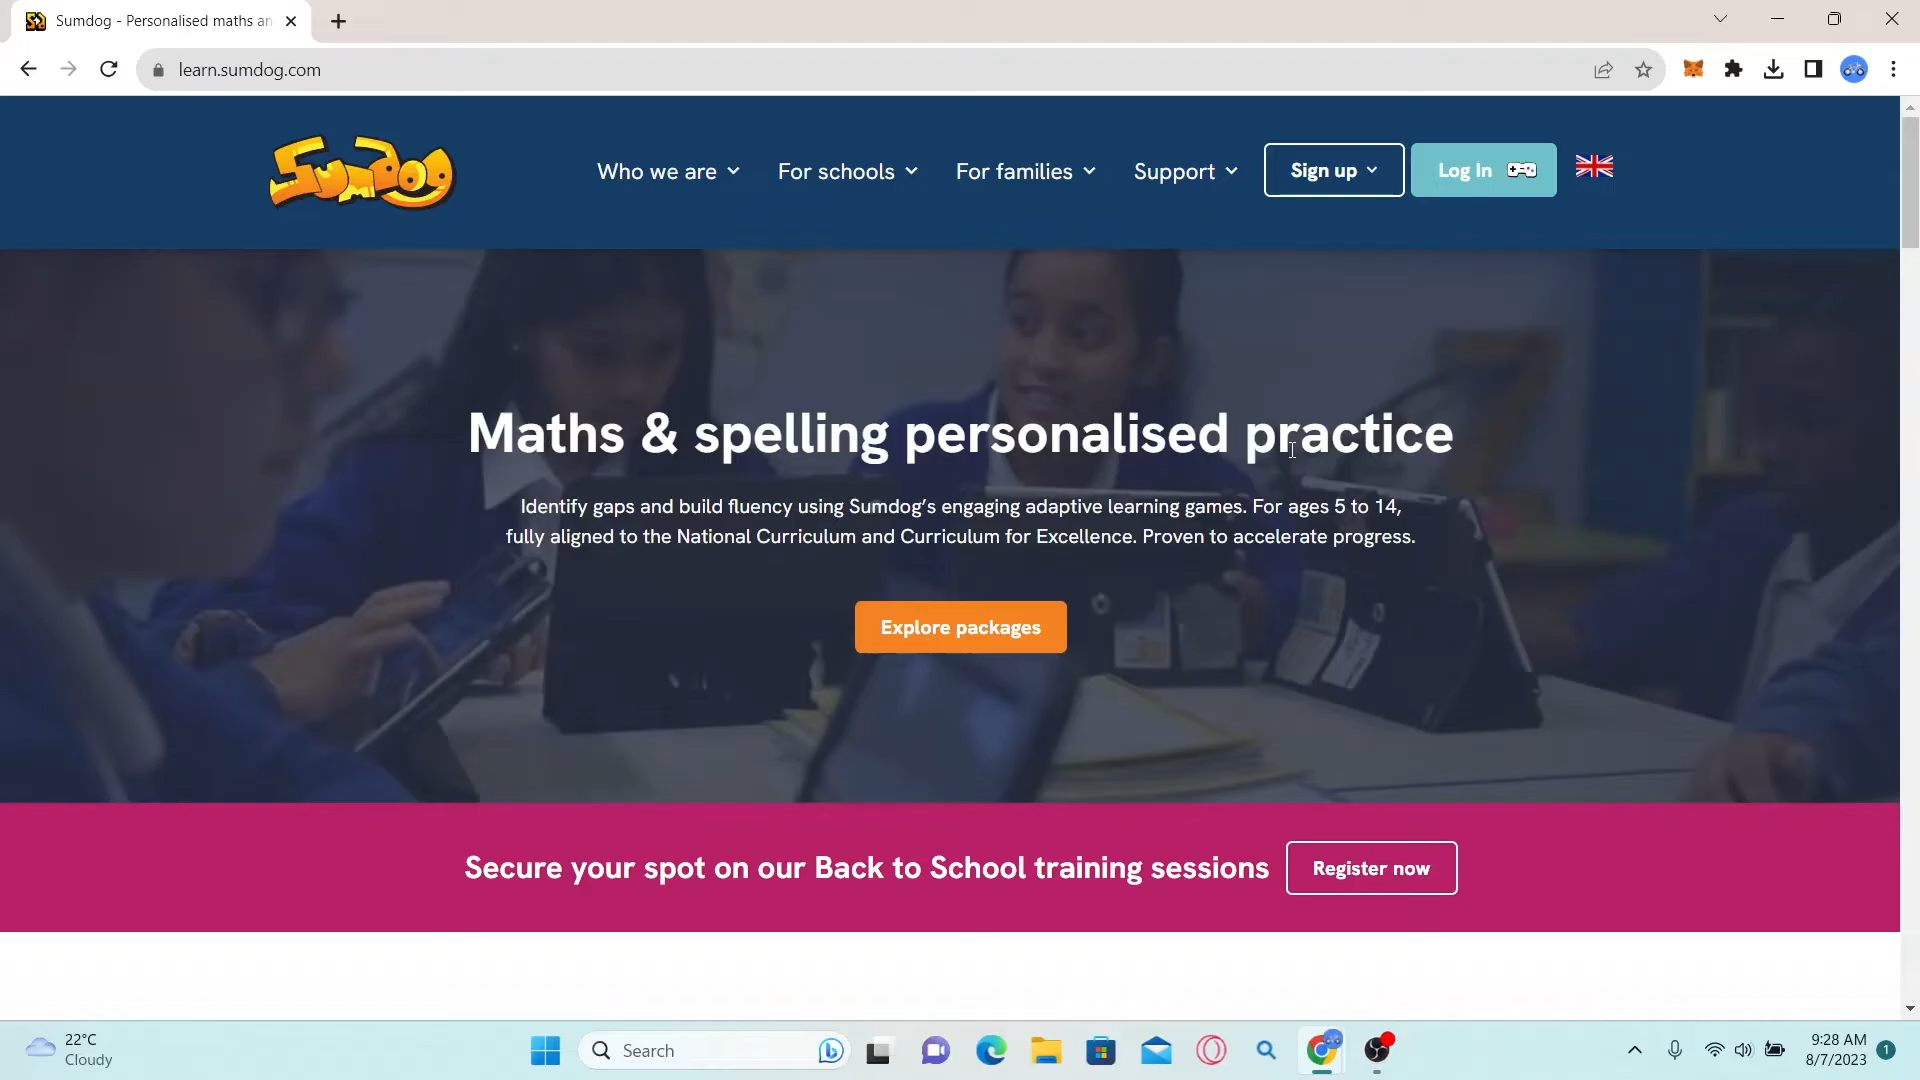 Sumdog - Personalised maths an
learn.sumdog.com
Sumdog
Who we are
For schools
For families
Support
Sign up
Log In
Maths & spelling personalised practice
Identify gaps and build fluency using Sumdog’s engaging adaptive learning games. For ages 5 to 14,
fully aligned to the National Curriculum and Curriculum for Excellence. Proven to accelerate progress.
Explore packages
Secure your spot on our Back to School training sessions
Register now
22°C
Cloudy
Search
9:28 AM
8/7/2023
1